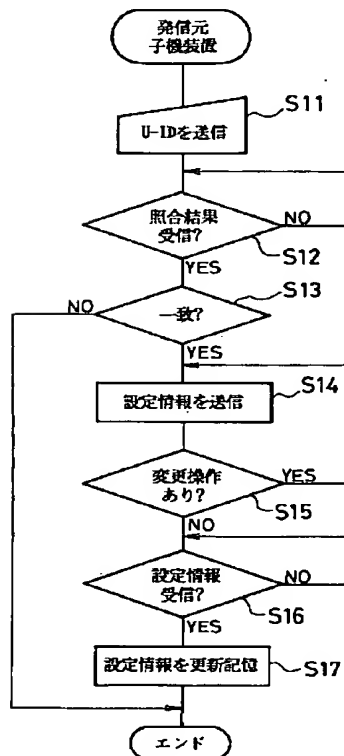 発信元
子機装置
S11
U-IDを送信
照合結果
受信?
NO
S12
YES
S13
NO
一致?
YES
S14
設定情報を送信
変更操作
あり?
YES
S15
NO
設定情報
受信?
NO
S16
YES
設定情報を更新記憶
S17
エンド